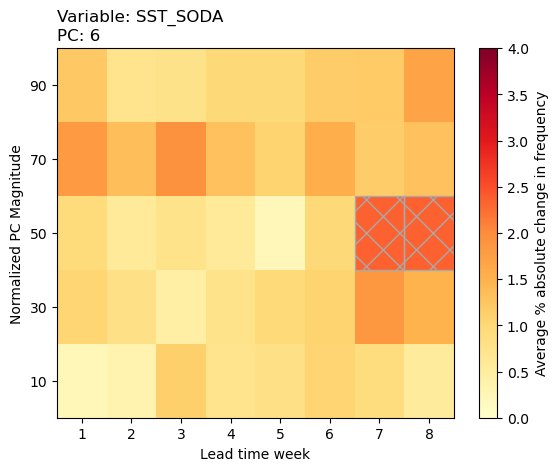 Variable: SST_SODA
PC: 6
Normalized PC Magnitude
90
70
50
30
10
1 2 3 4 5 6 7 8
Lead time week
4.0
3.5
3.0
2.5
2.0
1.5
1.0
0.5
0.0
Average % absolute change in frequency